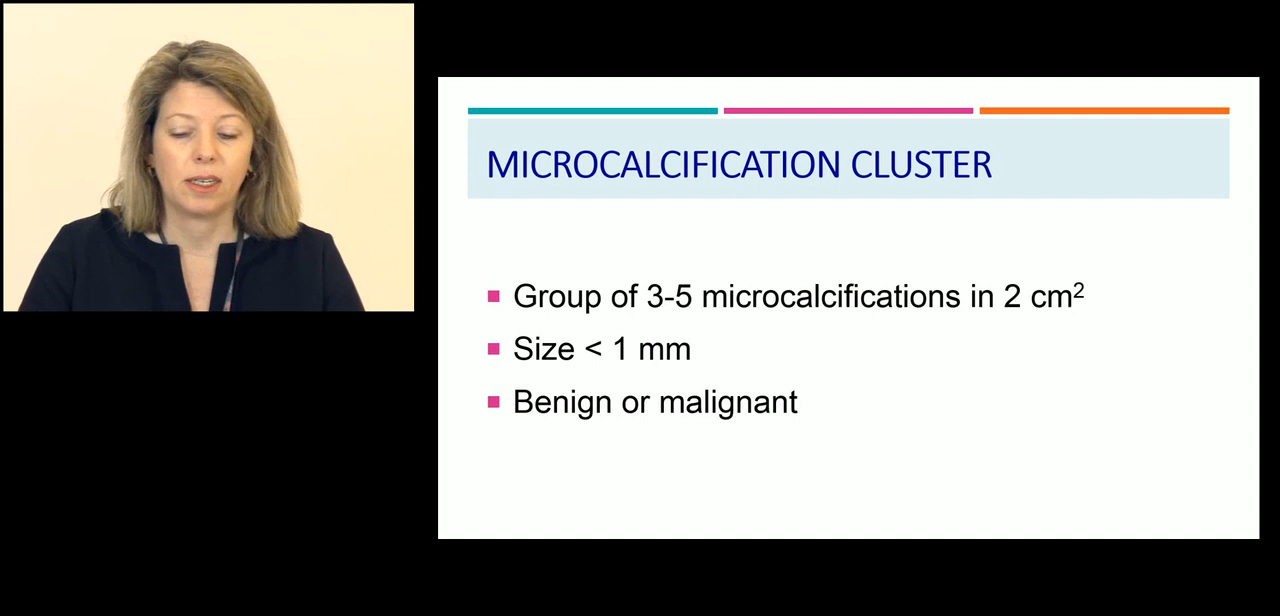 MICROCALCIFICATION CLUSTER
Group of 3-5 microcalcifications in 2 cm²
Size < 1 mm
Benign or malignant